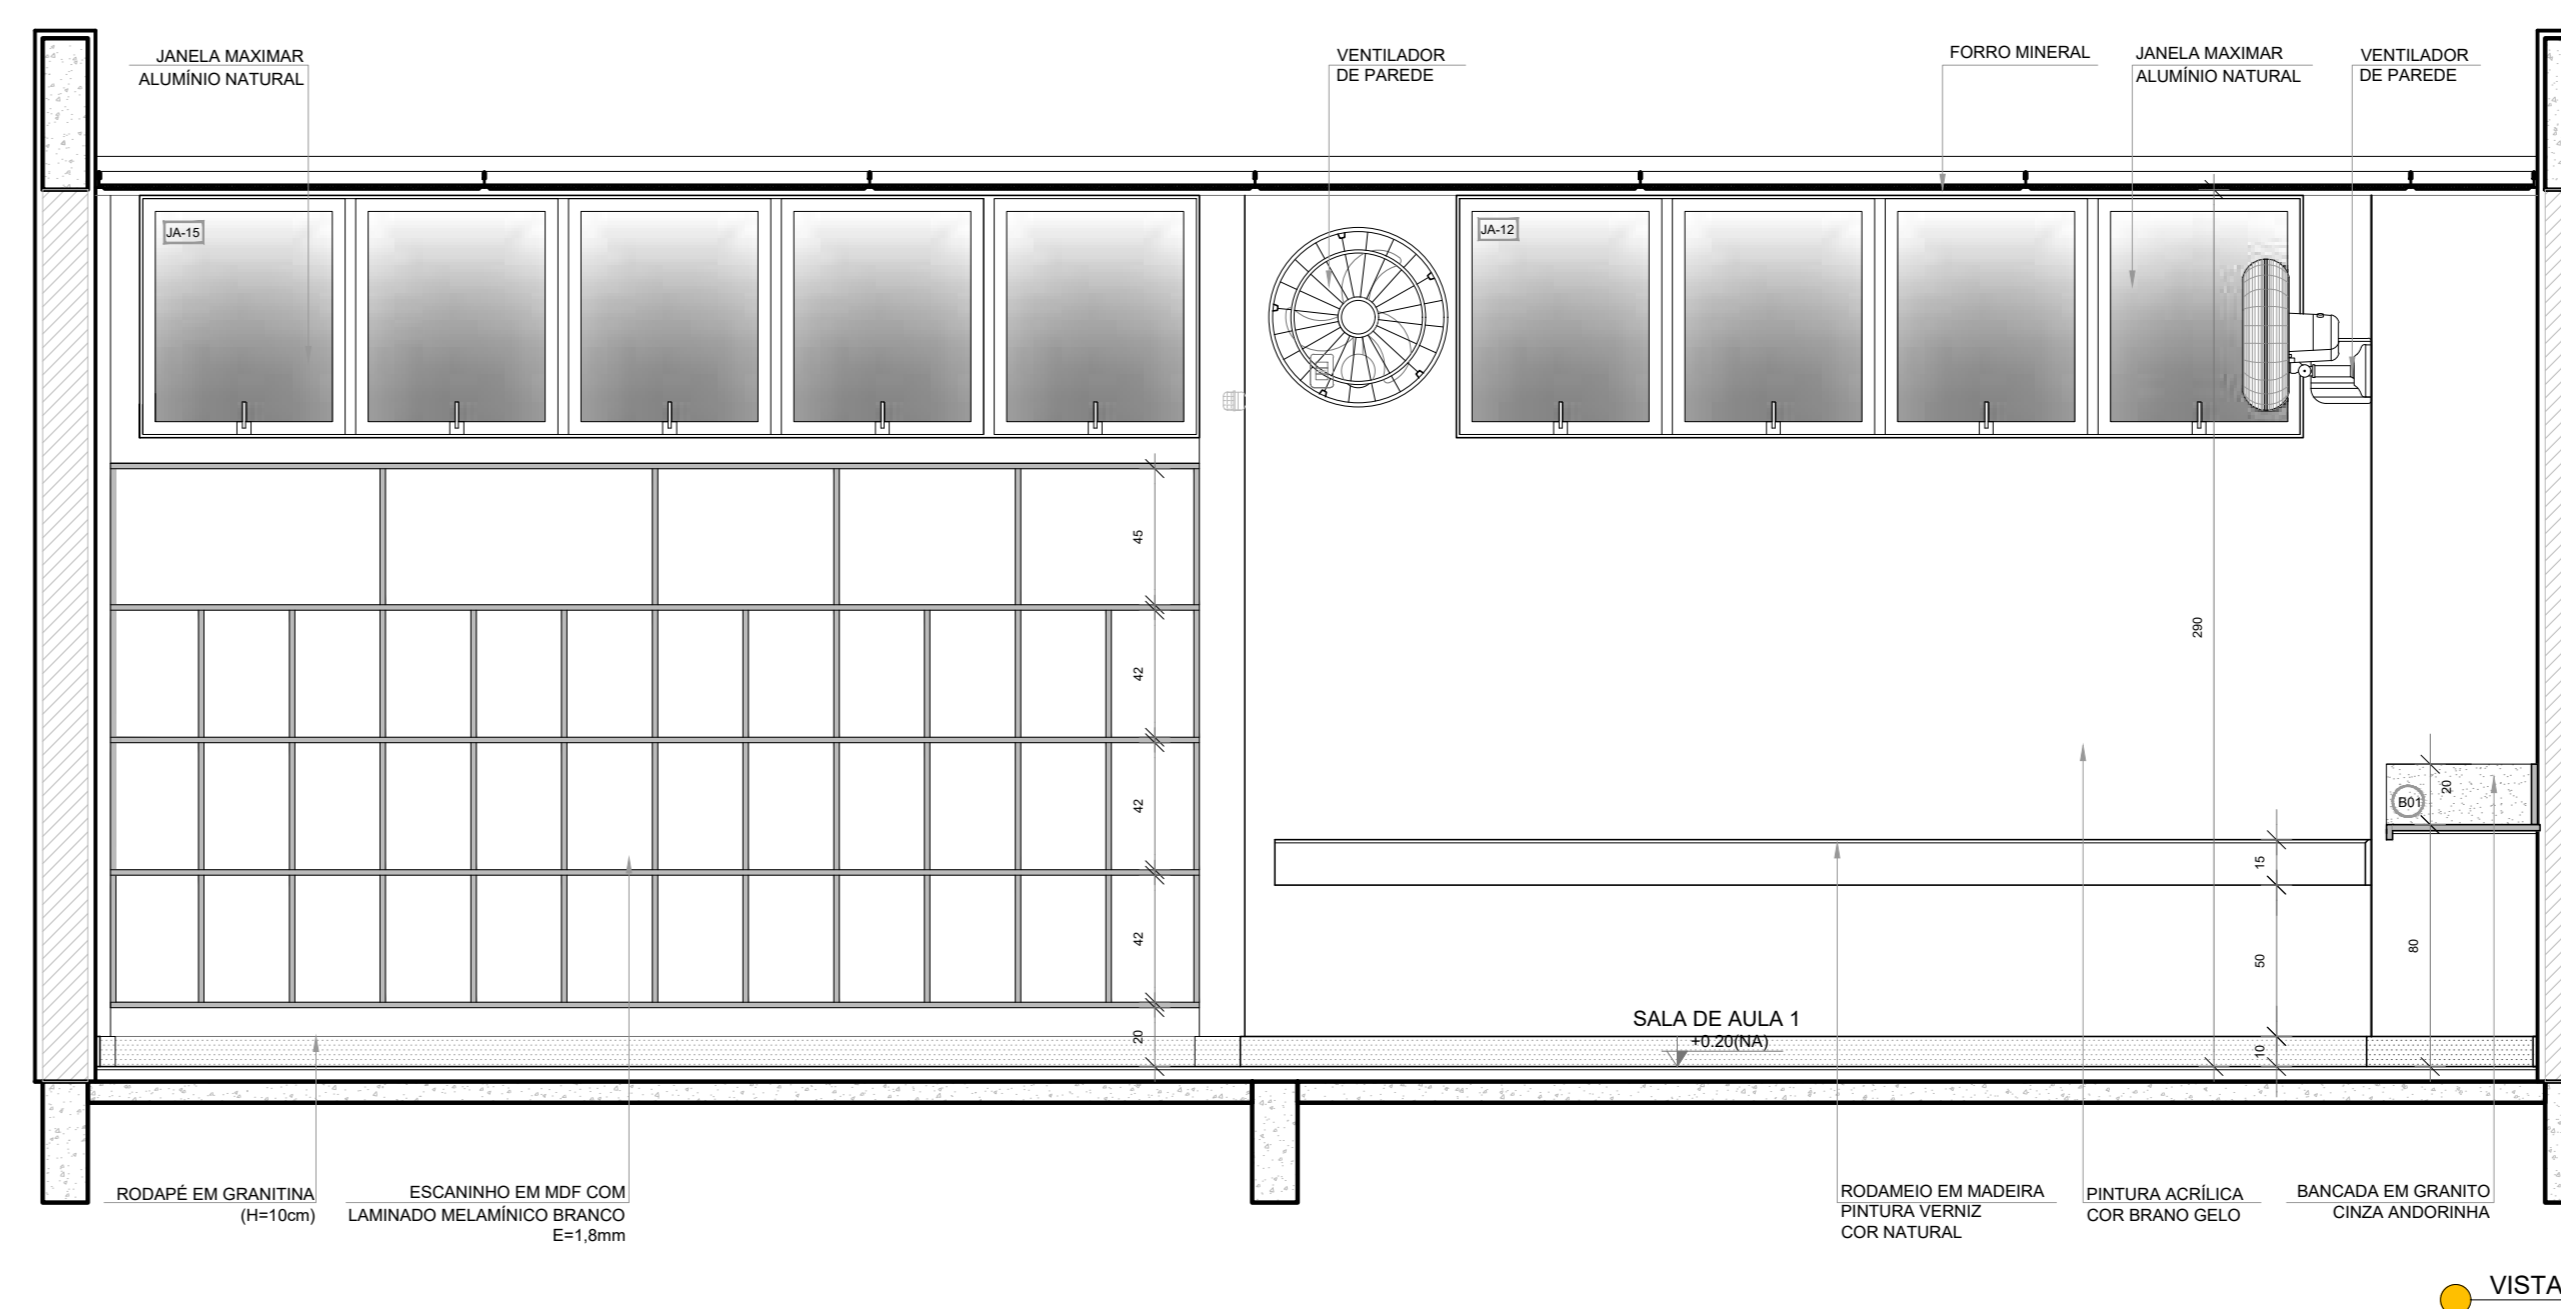 JANELA MAXIMAR
ALUMÍNIO NATURAL
VENTILADOR
DE PAREDE
FORRO MINERAL
JANELA MAXIMAR
ALUMÍNIO NATURAL
VENTILADOR
DE PAREDE
JA-15
JA-12
45
42
42
42
20
290
15
50
10
B01
20
80
SALA DE AULA 1
+0.20(NA)
RODAPÉ EM GRANITINA
(H=10cm)
ESCANINHO EM MDF COM
LAMINADO MELAMÍNICO BRANCO
E=1,8mm
RODAMEIO EM MADEIRA
PINTURA VERNIZ
COR NATURAL
PINTURA ACRÍLICA
COR BRANO GELO
BANCADA EM GRANITO
CINZA ANDORINHA
VISTA